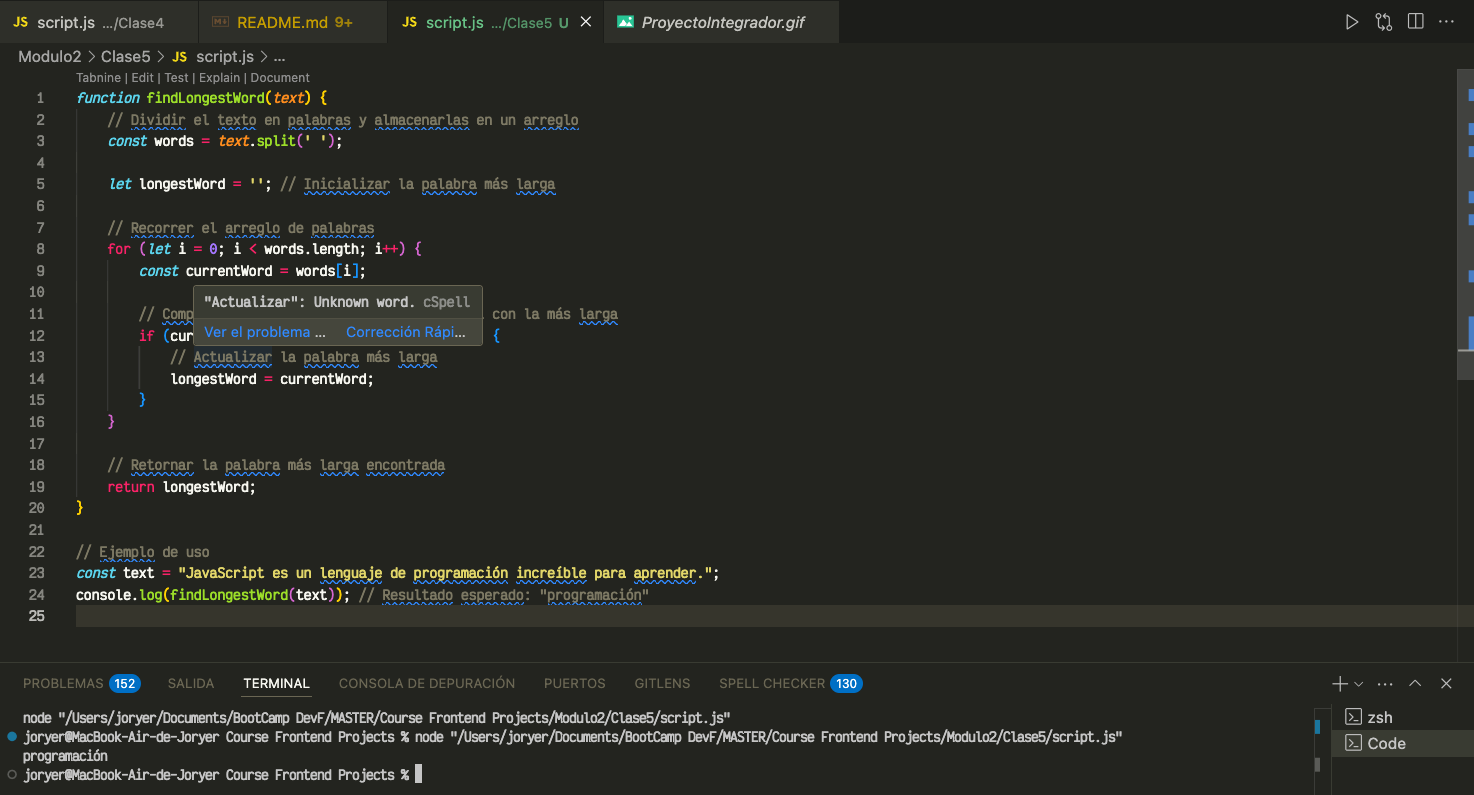 JS script.js .../Clase4
README.md 9+
JS script.js .../Clase5 U
ProyectoIntegrador.gif
Modulo2 > Clase5 > JS script.js > ...
Tabnine | Edit | Test | Explain | Document
1 function findLongestWord(text) {
2 // Dividir el texto en palabras y almacenarlas en un arreglo
3 const words = text.split(' ');
4
5 let longestWord = ''; // Inicializar la palabra más larga
6
7 // Recorrer el arreglo de palabras
8 for (let i = 0; i < words.length; i++) {
9 const currentWord = words[i];
10
"Actualizar": Unknown word. cSpell
11 // Comp con la más larga
Ver el problema ... Corrección Rápi...
12 if (cur {
13 // Actualizar la palabra más larga
14 longestWord = currentWord;
15 }
16 }
17
18 // Retornar la palabra más larga encontrada
19 return longestWord;
20 }
21
22 // Ejemplo de uso
23 const text = "JavaScript es un lenguaje de programación increíble para aprender.";
24 console.log(findLongestWord(text)); // Resultado esperado: "programación"
25
PROBLEMAS 152 SALIDA TERMINAL CONSOLA DE DEPURACIÓN PUERTOS GITLENS SPELL CHECKER 130
node "/Users/joryer/Documents/BootCamp DevF/MASTER/Course Frontend Projects/Modulo2/Clase5/script.js"
joryer@MacBook-Air-de-Joryer Course Frontend Projects % node "/Users/joryer/Documents/BootCamp DevF/MASTER/Course Frontend Projects/Modulo2/Clase5/script.js"
programación
joryer@MacBook-Air-de-Joryer Course Frontend Projects %
zsh
Code